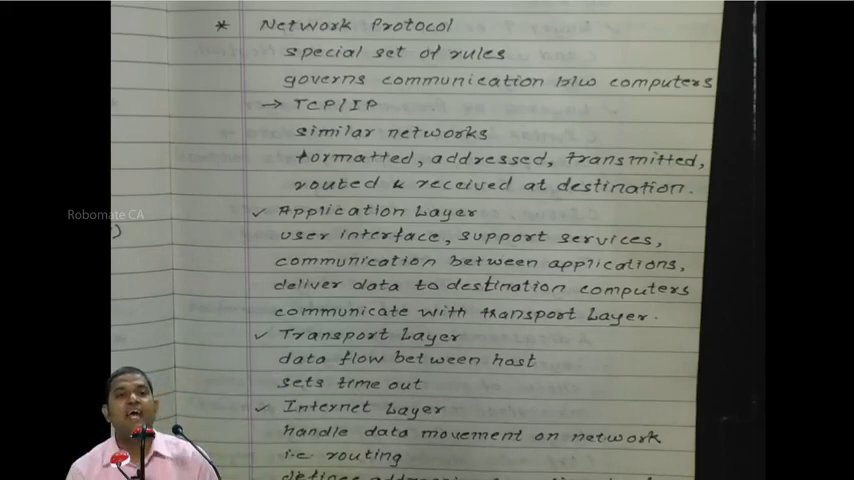 * Network Protocol
special set of rules
governs communication b/w computers
→ TCP/IP
similar networks
formatted, addressed, transmitted,
routed & received at destination.
✓ Application Layer
user interface, support services,
communication between applications,
deliver data to destination computers
communicate with transport Layer.
✓ Transport Layer
data flow between host
sets time out
✓ Internet Layer
handle data movement on network
i.e routing
Robomate CA